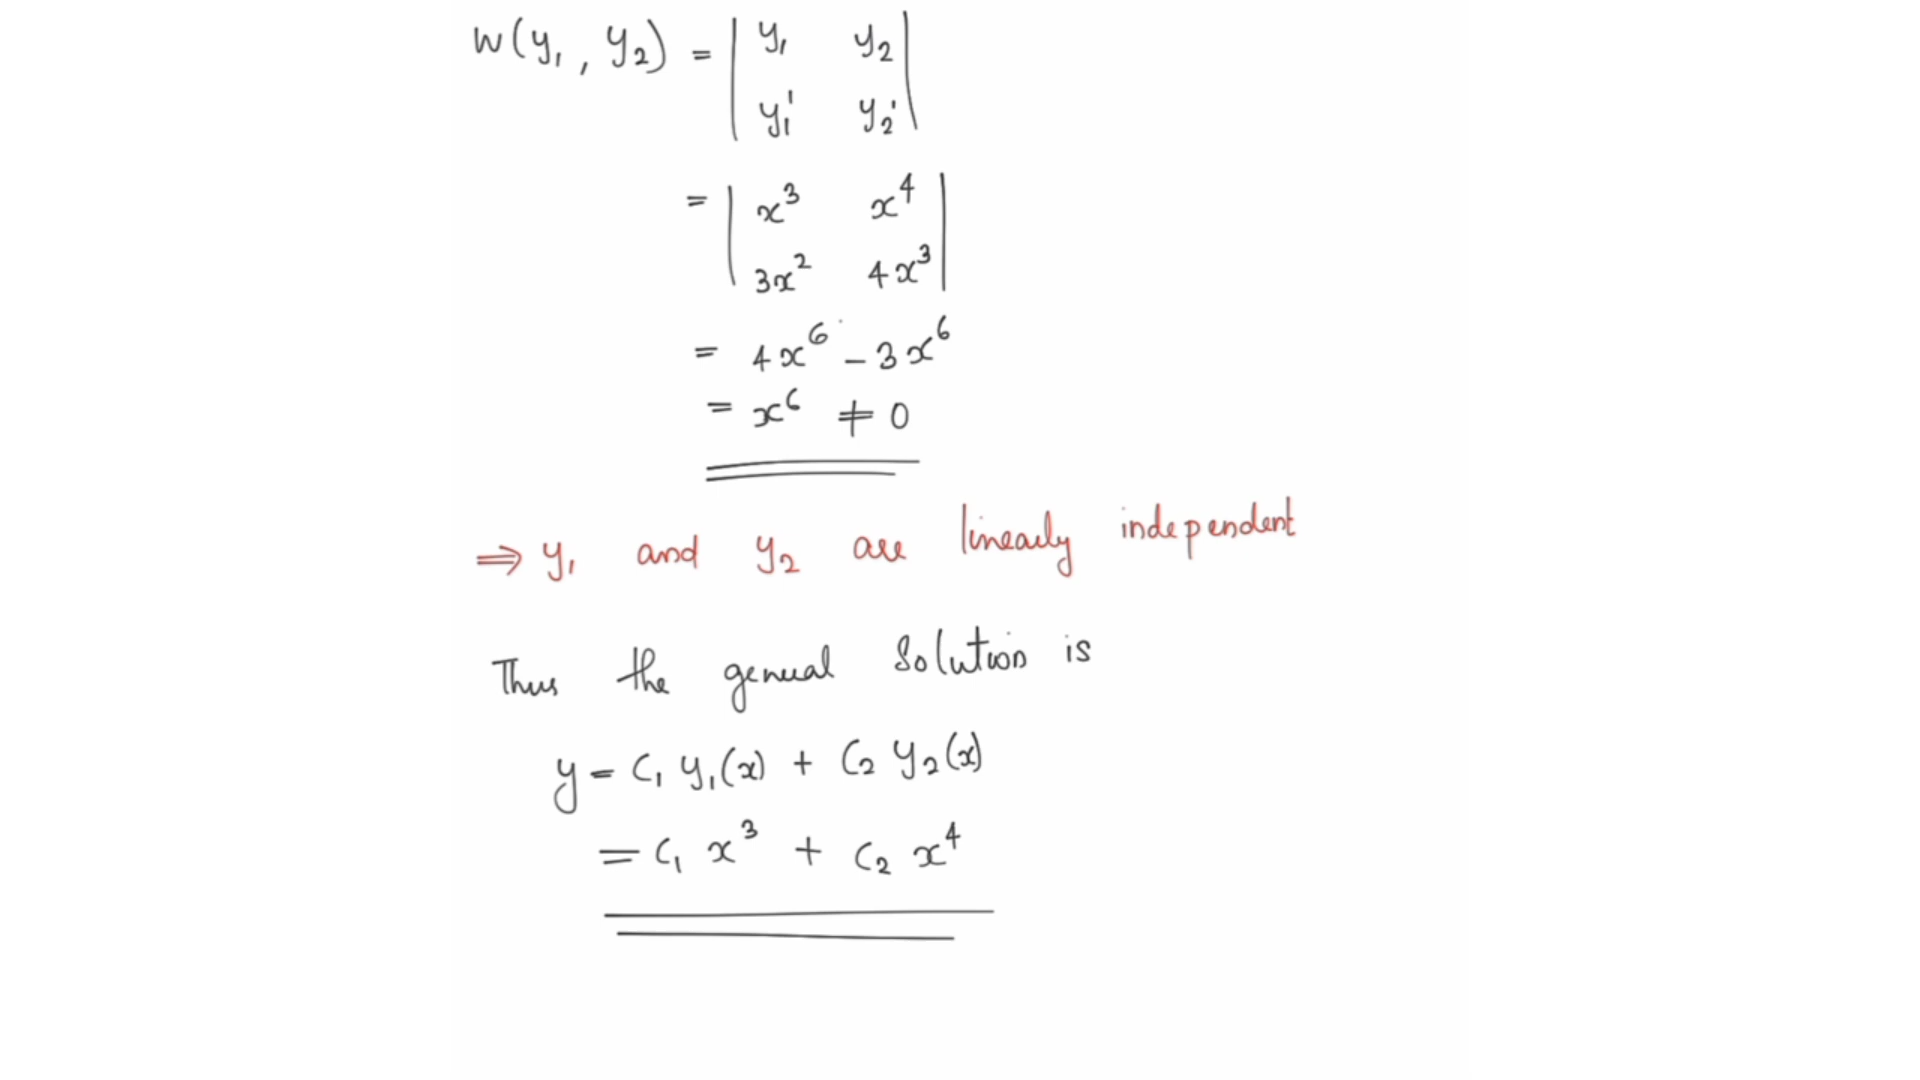 W(y₁, y₂) = | y₁ y₂ |
| y₁' y₂' |
= | x³ x⁴ |
| 3x² 4x³ |
= 4x⁶ - 3x⁶
= x⁶ ≠ 0
⇒ y₁ and y₂ are linearly independent
Thus the general solution is
y = C₁ y₁(x) + C₂ y₂(x)
= C₁ x³ + C₂ x⁴